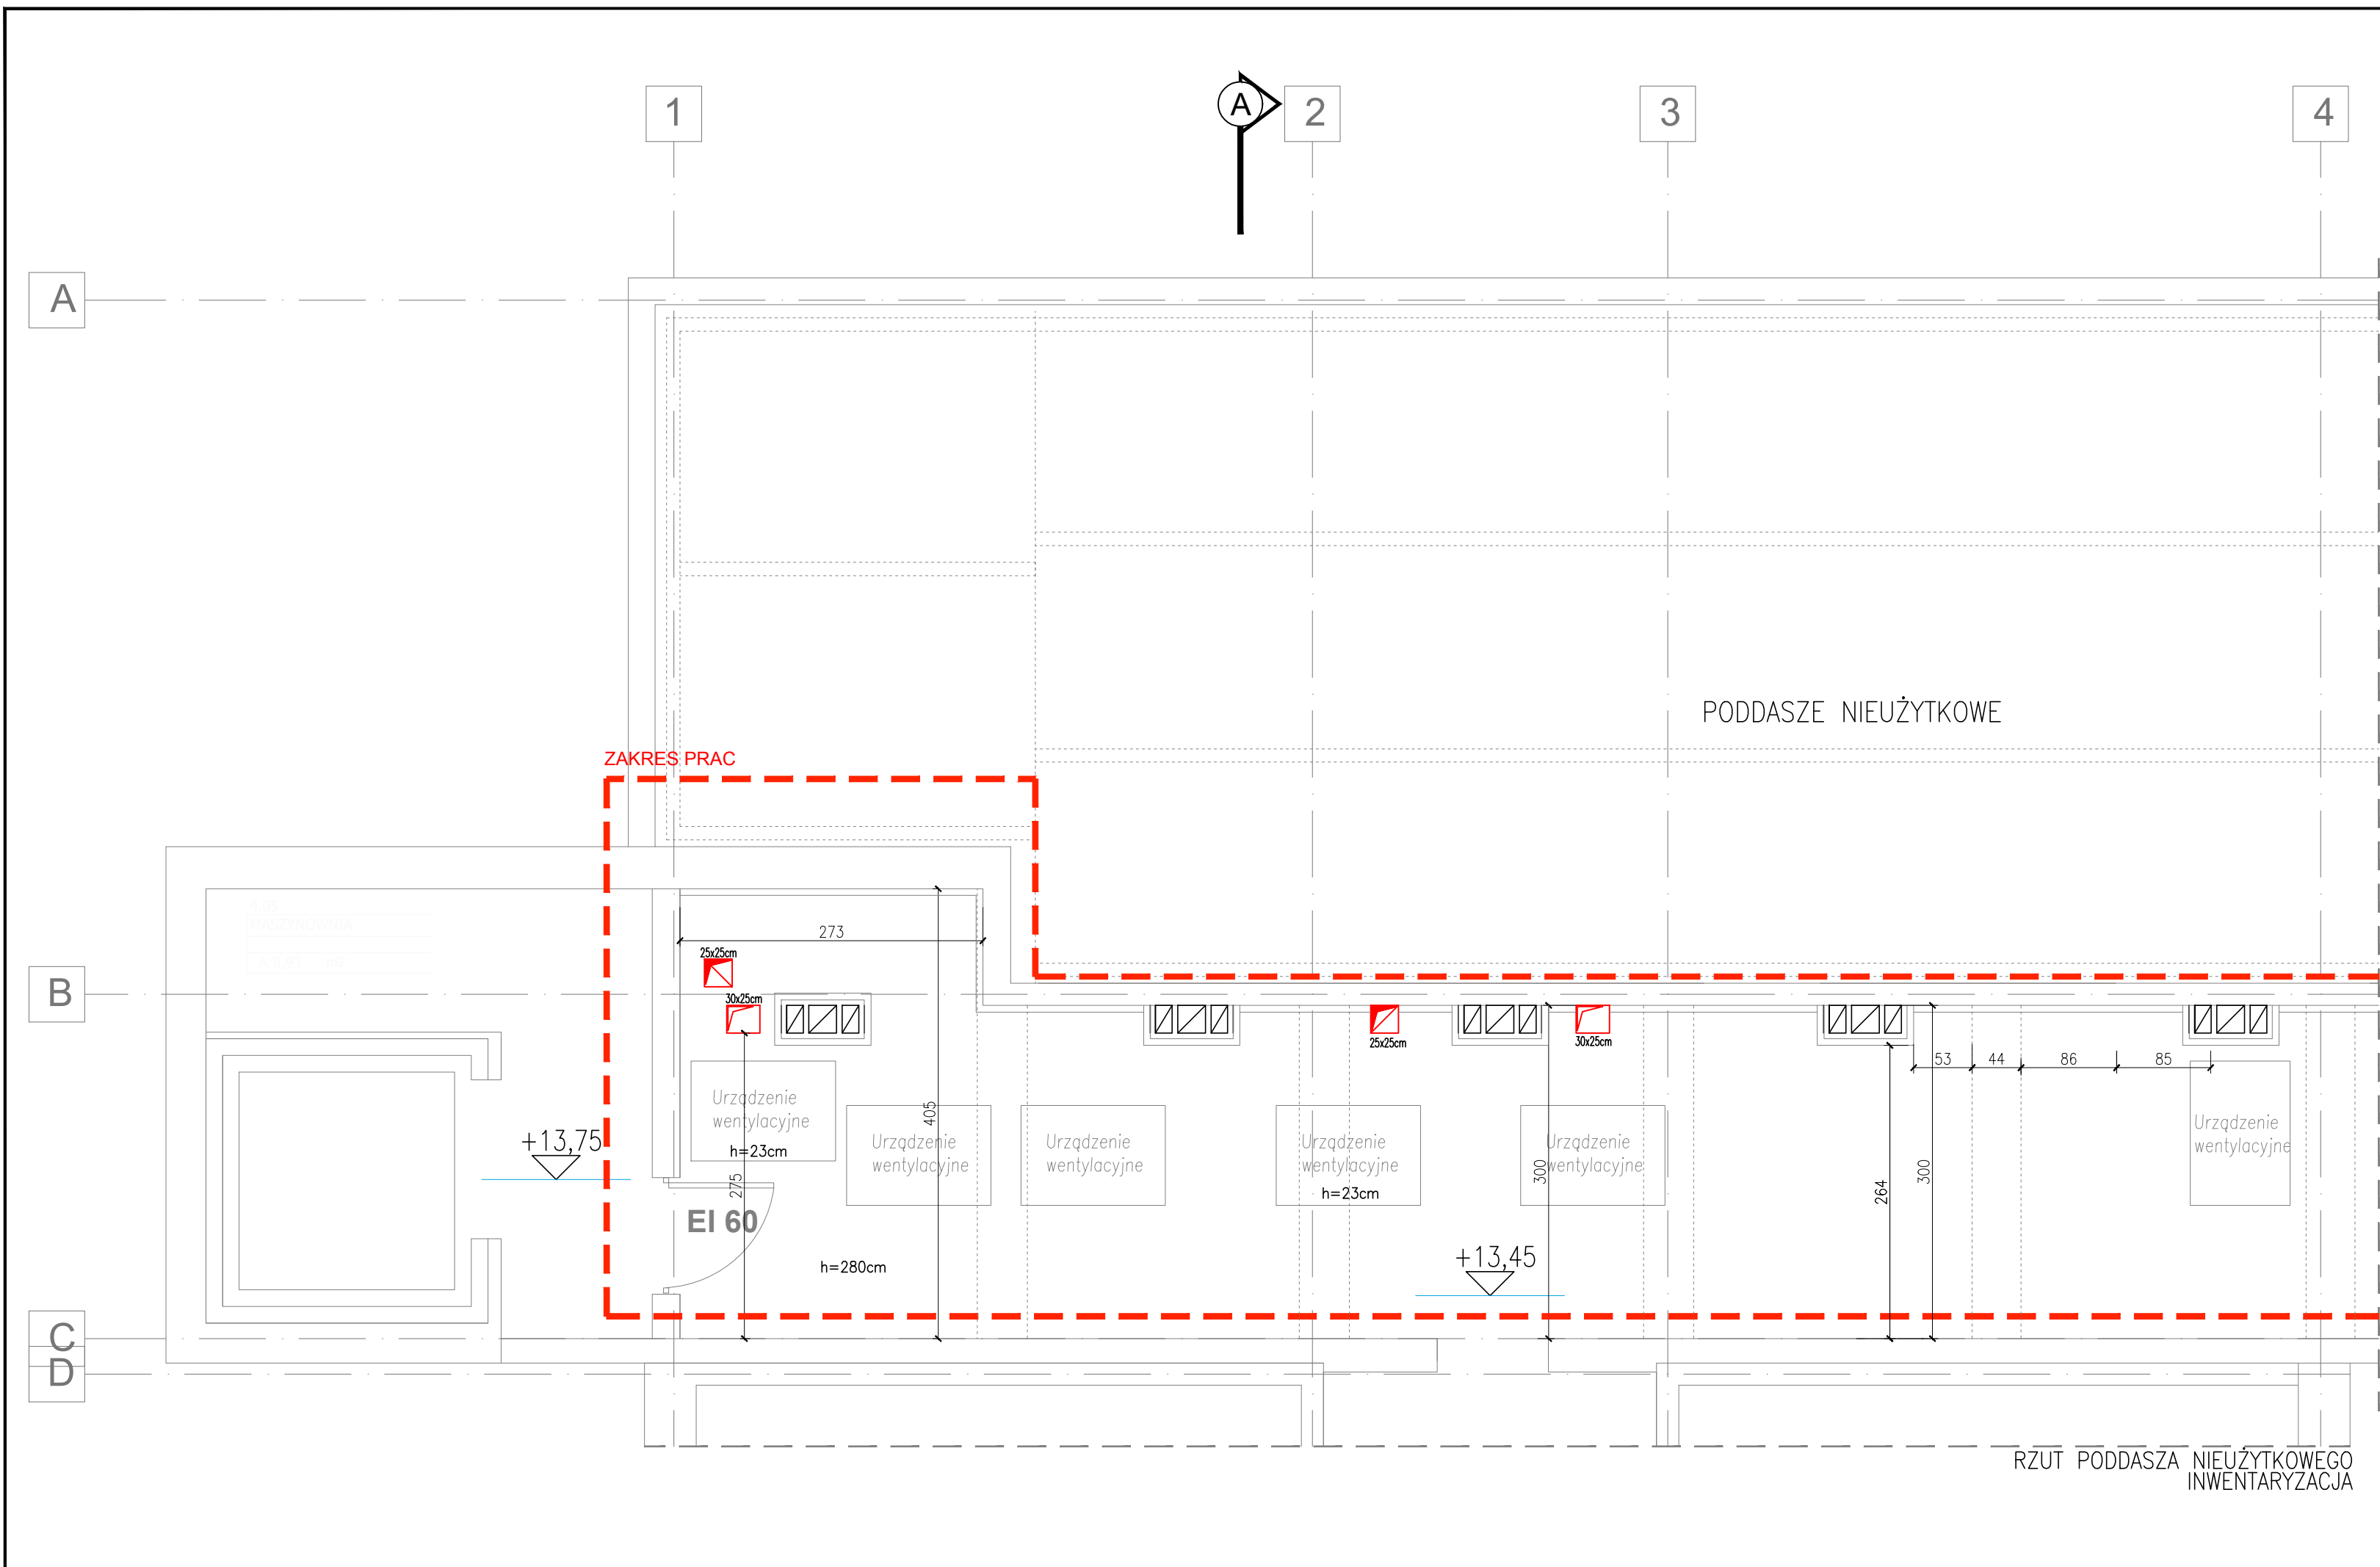 1
A
2
3
4
A
PODDASZE NIEUŻYTKOWE
ZAKRES PRAC
273
25x25cm
B
30x25cm
25x25cm
30x25cm
53
44
86
85
Urządzenie
wentylacyjne
h=23cm
405
Urządzenie
wentylacyjne
Urządzenie
wentylacyjne
Urządzenie
wentylacyjne
h=23cm
Urządzenie
wentylacyjne
Urządzenie
wentylacyjne
+13,75
275
300
264
300
EI 60
h=280cm
+13,45
C
D
RZUT PODDASZA NIEUŻYTKOWEGO
INWENTARYZACJA